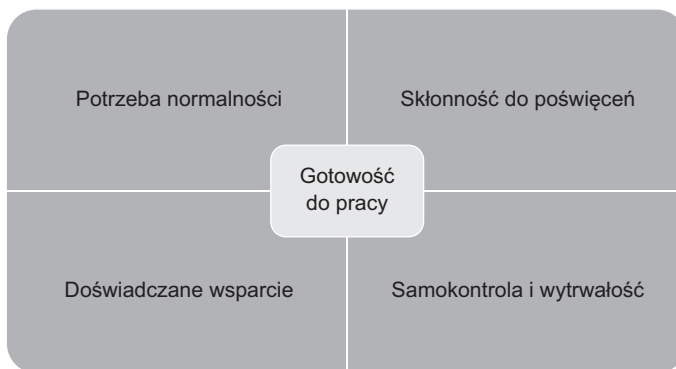 Potrzeba normalności
Skłonność do poświęceń
Gotowość
do pracy
Doświadczane wsparcie
Samokontrola i wytrwałość